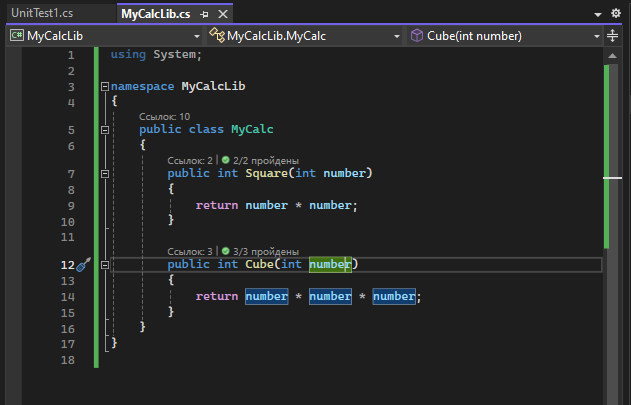 UnitTest1.cs MyCalcLib.cs
C# MyCalcLib MyCalcLib.MyCalc Cube(int number)
1 using System;
2
3 namespace MyCalcLib
4 {
Ссылок: 10
5 public class MyCalc
6 {
Ссылок: 2 | 2/2 пройдены
7 public int Square(int number)
8 {
9 return number * number;
10 }
11
Ссылок: 3 | 3/3 пройдены
12 public int Cube(int number)
13 {
14 return number * number * number;
15 }
16 }
17 }
18